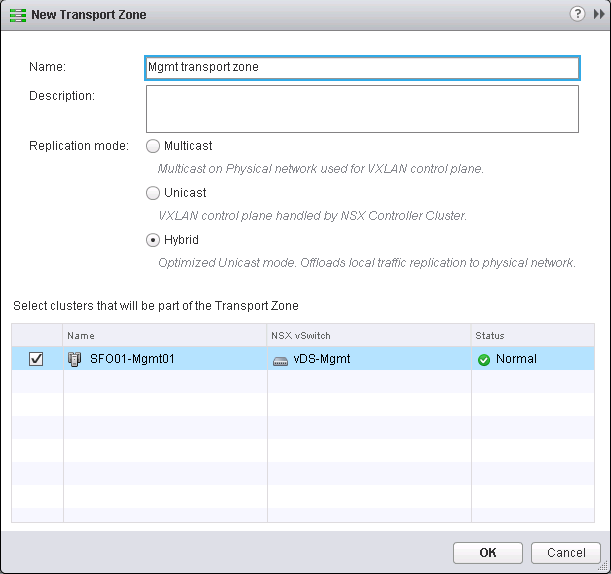 New Transport Zone
Name: Mgmt transport zone
Description:
Replication mode: Multicast
Multicast on Physical network used for VXLAN control plane.
Unicast
VXLAN control plane handled by NSX Controller Cluster.
Hybrid
Optimized Unicast mode. Offloads local traffic replication to physical network.
Select clusters that will be part of the Transport Zone
Name NSX vSwitch Status
SFO01-Mgmt01 vDS-Mgmt Normal
OK Cancel